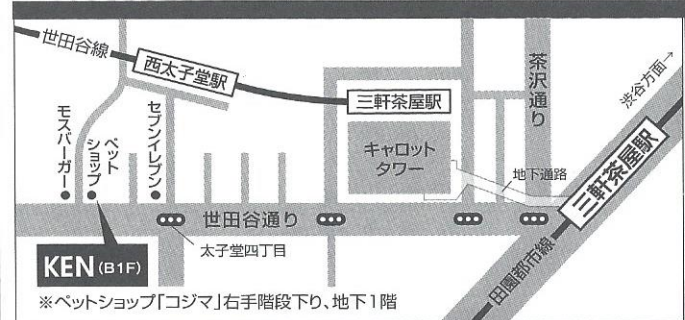 世田谷線
西太子堂駅
三軒茶屋駅
茶沢通り
渋谷方面→
モスバーガー
ペット
ショップ
セブンイレブン
キャロット
タワー
地下通路
三軒茶屋駅
世田谷通り
太子堂四丁目
田園都市線
KEN(B1F)
※ペットショップ「コジマ」右手階段下り、地下1階